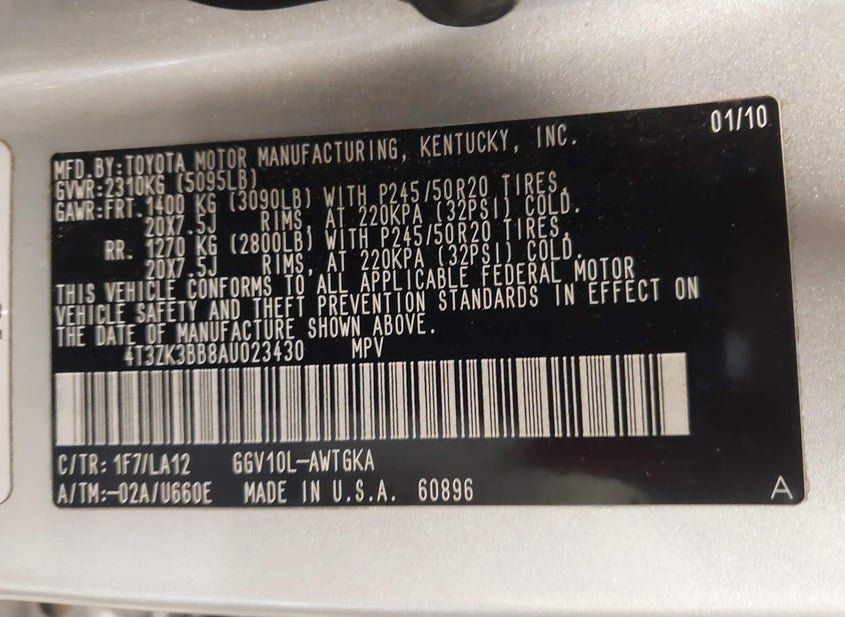 01/10
MFD.BY:TOYOTA MOTOR MANUFACTURING, KENTUCKY, INC.
GVWR:2310KG (5095LB)
GAWR:FRT.1400 KG (3090LB) WITH P245/50R20 TIRES,
20X7.5J RIMS, AT 220KPA (32PSI) COLD.
RR. 1270 KG (2800LB) WITH P245/50R20 TIRES,
20X7.5J RIMS, AT 220KPA (32PSI) COLD.
THIS VEHICLE CONFORMS TO ALL APPLICABLE FEDERAL MOTOR
VEHICLE SAFETY AND THEFT PREVENTION STANDARDS IN EFFECT ON
THE DATE OF MANUFACTURE SHOWN ABOVE.
4T3ZK3BB8AU023430 MPV
C/TR: 1F7/LA12 GGV10L-AWTGKA
A/TM:-02A/U660E MADE IN U.S.A. 60896 A